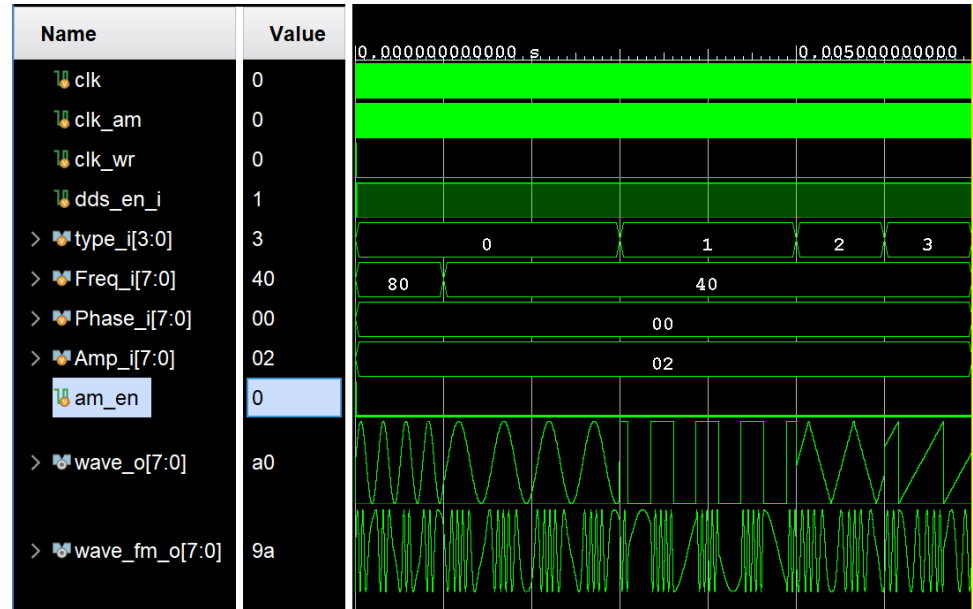 Name Value
0.000000000000 s 0.005000000000
clk 0
clk_am 0
clk_wr 0
dds_en_i 1
type_i[3:0] 3 0 1 2 3
Freq_i[7:0] 40 80 40
Phase_i[7:0] 00 00
Amp_i[7:0] 02 02
am_en 0
wave_o[7:0] a0
wave_fm_o[7:0] 9a